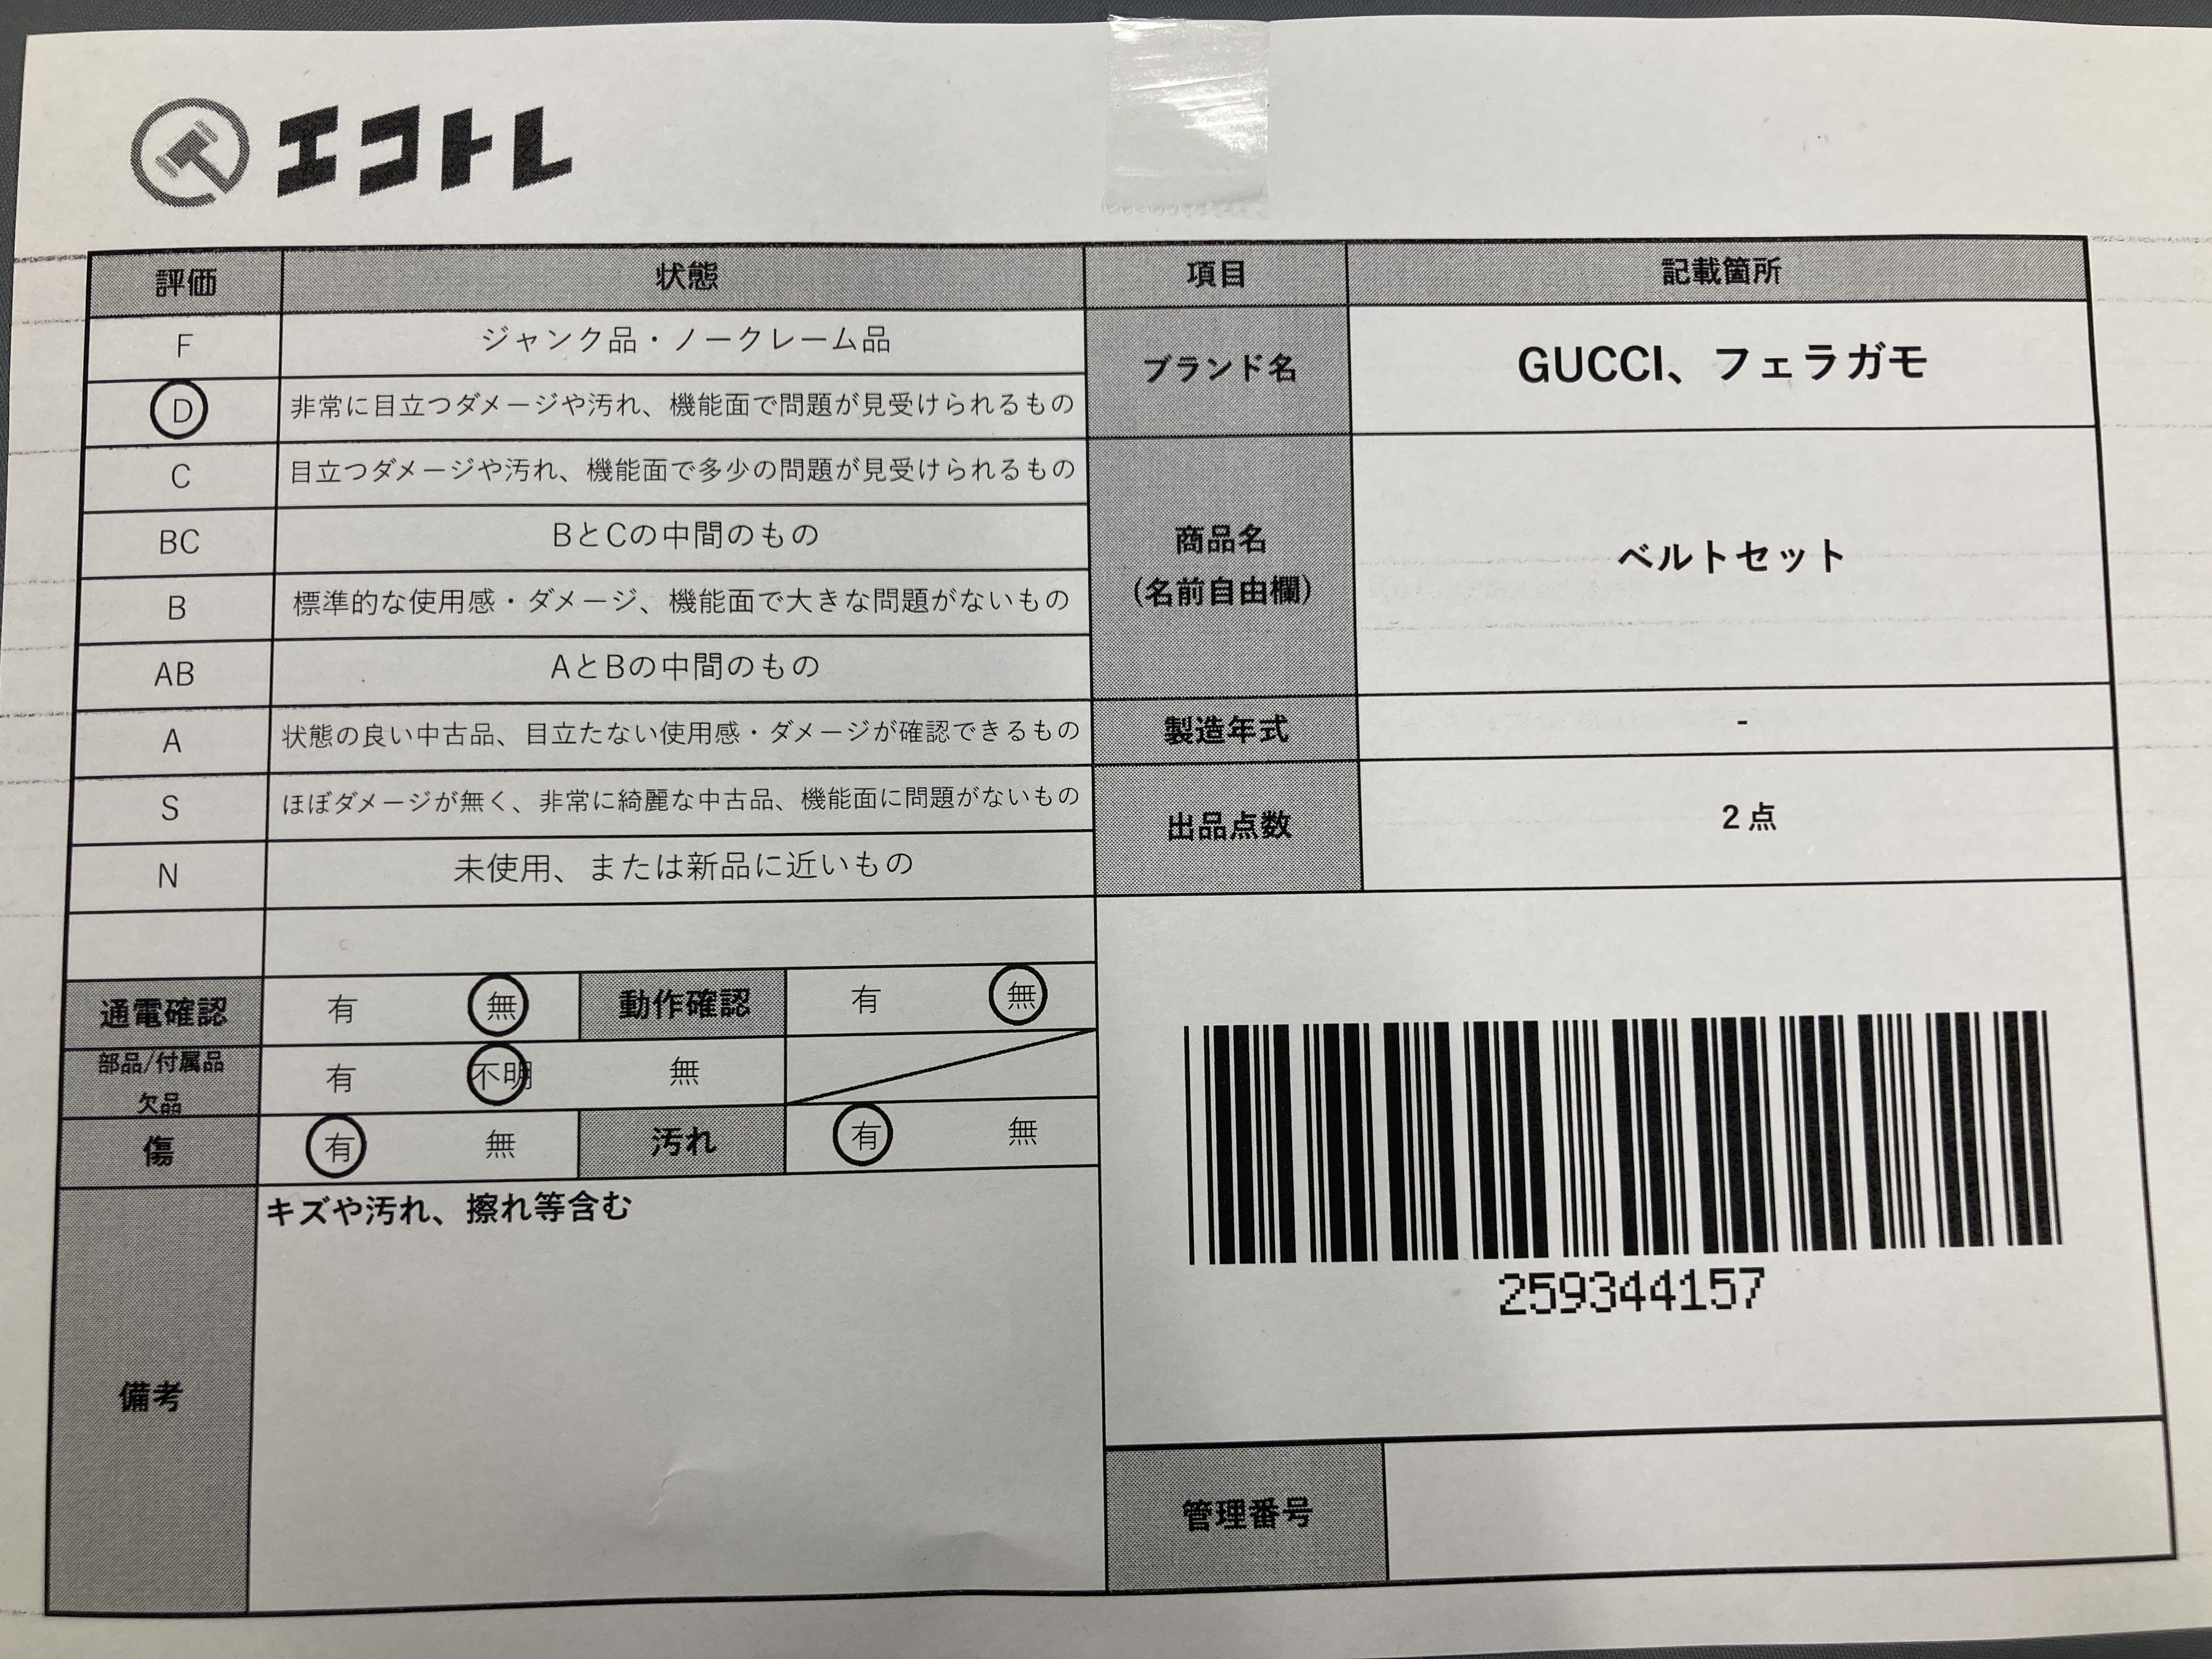 エコトレ
評価 状態 項目 記載箇所
F ジャンク品・ノークレーム品
D 非常に目立つダメージや汚れ、機能面で問題が見受けられるもの
ブランド名 GUCCI、フェラガモ
C 目立つダメージや汚れ、機能面で多少の問題が見受けられるもの
BC BとCの中間のもの
B 標準的な使用感・ダメージ、機能面で大きな問題がないもの
商品名
(名前自由欄)
ベルトセット
AB AとBの中間のもの
A 状態の良い中古品、目立たない使用感・ダメージが確認できるもの
製造年式 -
S ほぼダメージが無く、非常に綺麗な中古品、機能面に問題がないもの
出品点数 2点
N 未使用、または新品に近いもの
通電確認 有 無 動作確認 有 無
部品/付属品
欠品
有 不明 無
傷 有 無 汚れ 有 無
備考
キズや汚れ、擦れ等含む
259344157
管理番号